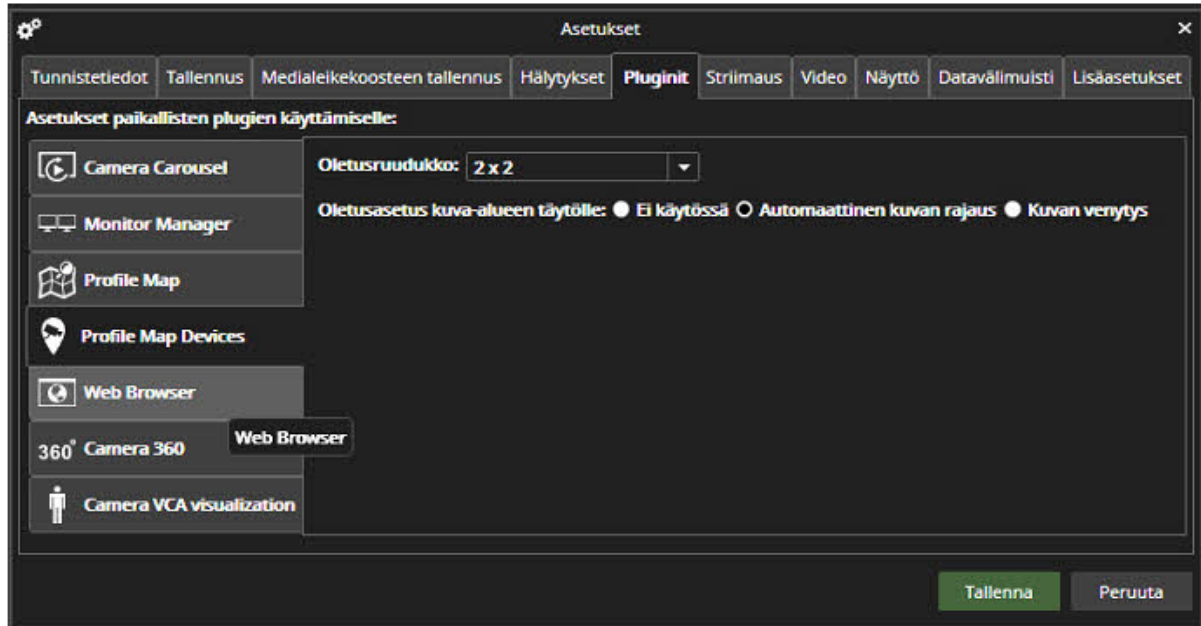 Asetukset
Tunnistetiedot Tallennus Medialeikekoosteen tallennus Hälytykset Pluginit Striimaus Video Näyttö Datavälimuisti Lisäasetukset
Asetukset paikallisten plugien käyttämiselle:
Camera Carousel
Oletusruudukko: 2 x 2
Oletusasetus kuva-alueen täytölle: Ei käytössä Automaattinen kuvan rajaus Kuvan venytys
Monitor Manager
Profile Map
Profile Map Devices
Web Browser
Web Browser
360° Camera 360
Camera VCA visualization
Tallenna Peruuta